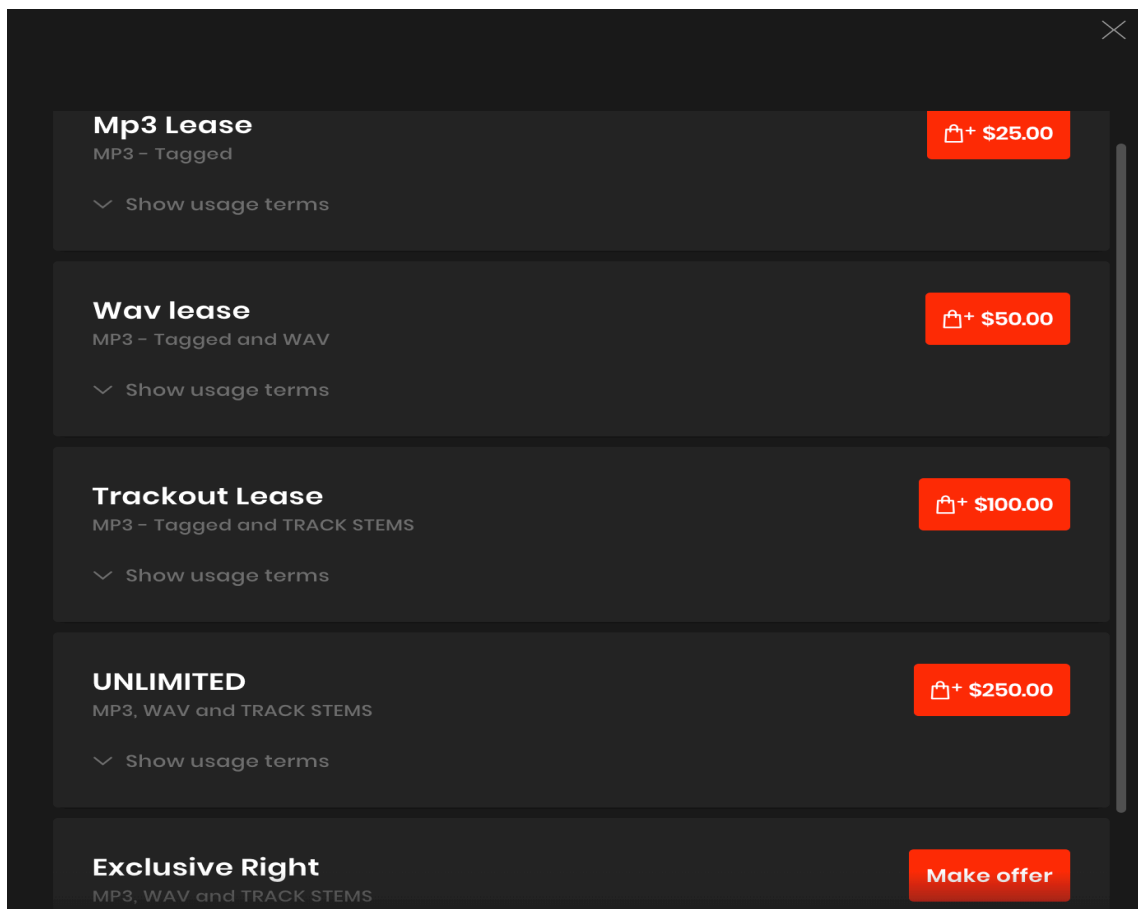 Mp3 Lease
$25.00
MP3 - Tagged
Show usage terms
Wav lease
$50.00
MP3 - Tagged and WAV
Show usage terms
Trackout Lease
$100.00
MP3 - Tagged and TRACK STEMS
Show usage terms
UNLIMITED
$250.00
MP3, WAV and TRACK STEMS
Show usage terms
Exclusive Right
Make offer
MP3, WAV and TRACK STEMS